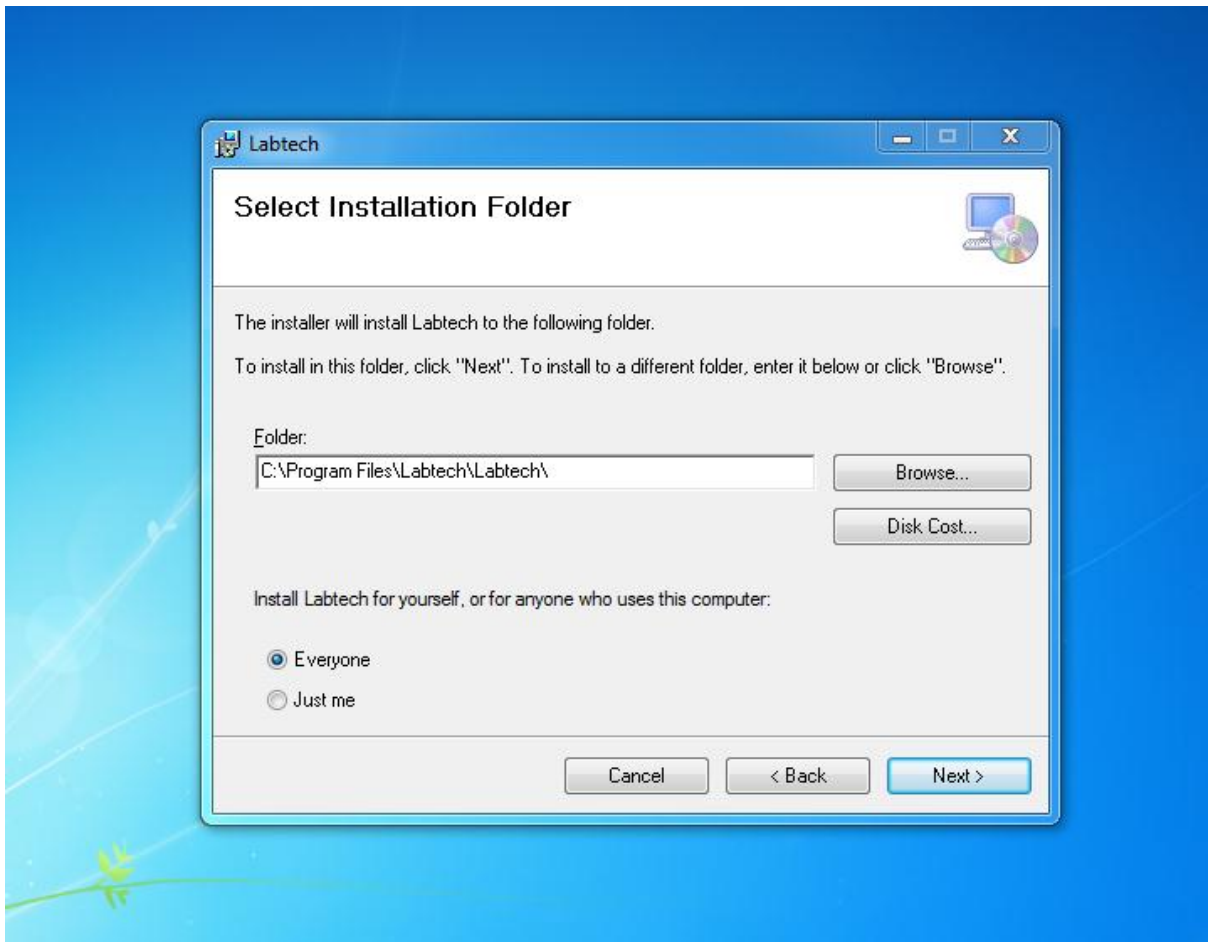 Labtech
Select Installation Folder
The installer will install Labtech to the following folder.
To install in this folder, click "Next". To install to a different folder, enter it below or click "Browse".
Folder:
C:\Program Files\Labtech\Labtech\
Browse...
Disk Cost...
Install Labtech for yourself, or for anyone who uses this computer:
Everyone
Just me
Cancel
< Back
Next >